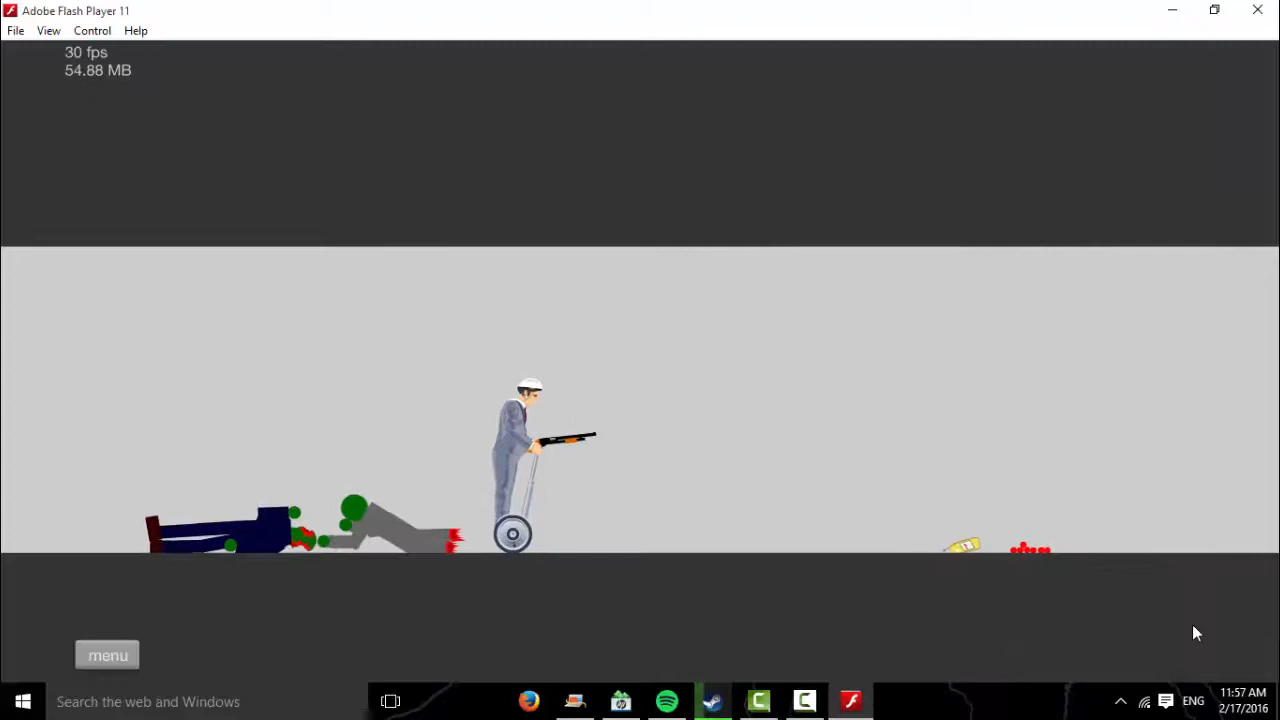 Adobe Flash Player 11
File View Control Help
30 fps
54.88 MB
menu
Search the web and Windows
ENG
11:57 AM
2/17/2016